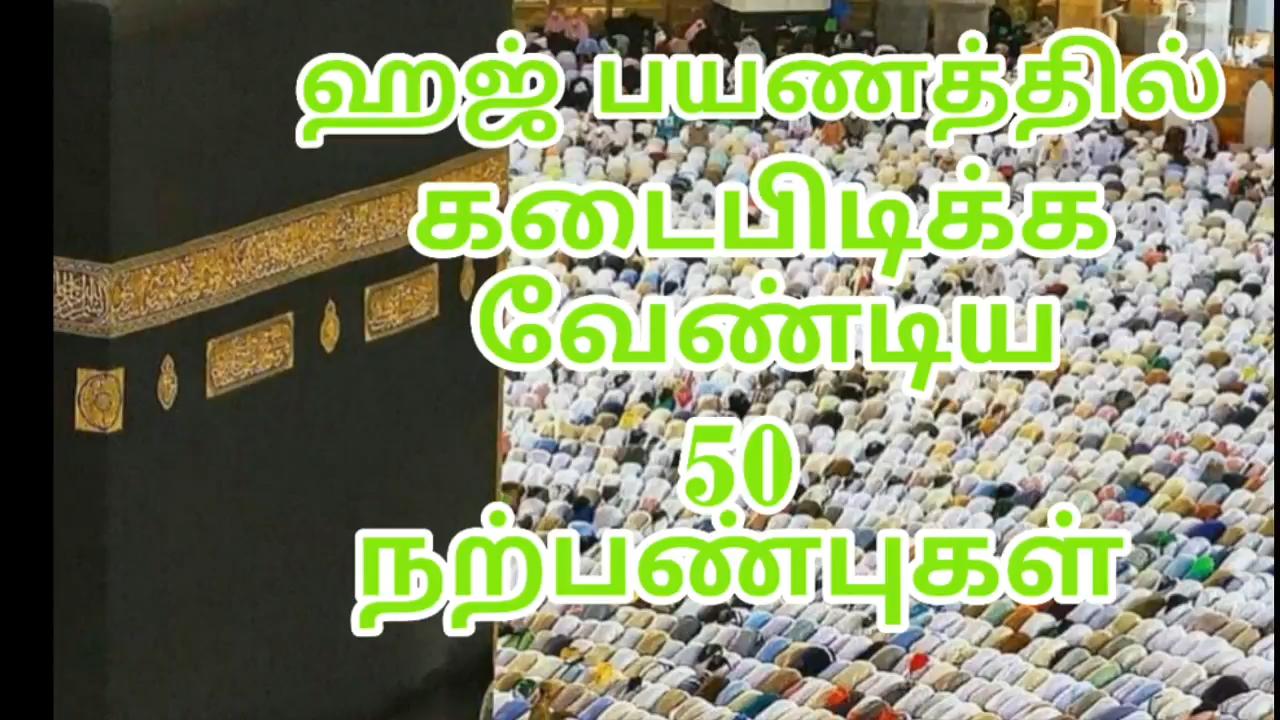 ஹஜ் பயணத்தில்
கடைபிடிக்க
வேண்டிய
50
நற்பண்புகள்